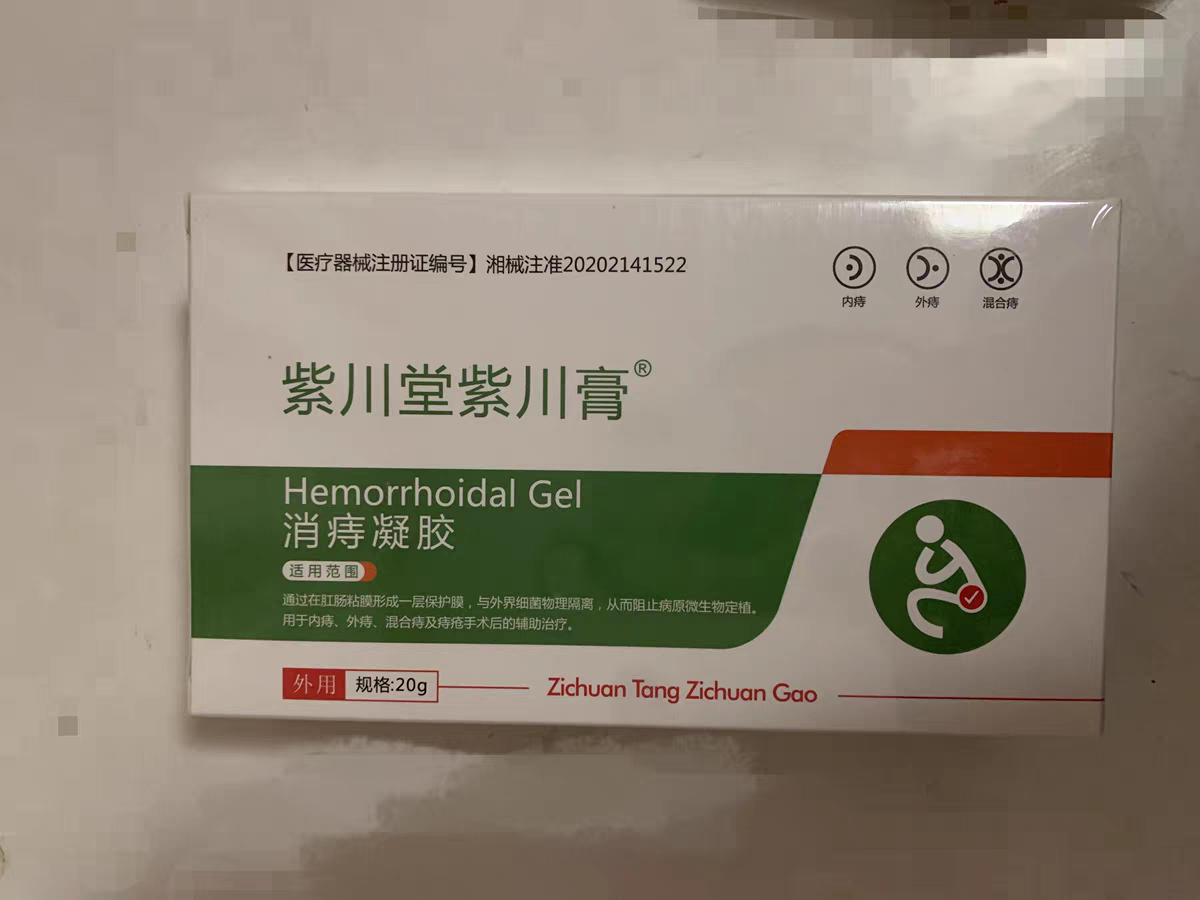 【医疗器械注册证编号】湘械注准20202141522
内痔 外痔 混合痔
紫川堂紫川膏®
Hemorrhoidal Gel
消痔凝胶
适用范围
通过在肛肠粘膜形成一层保护膜，与外界细菌物理隔离，从而阻止病原微生物定植。
用于内痔、外痔、混合痔及痔疮手术后的辅助治疗。
外用 规格:20g Zichuan Tang Zichuan Gao